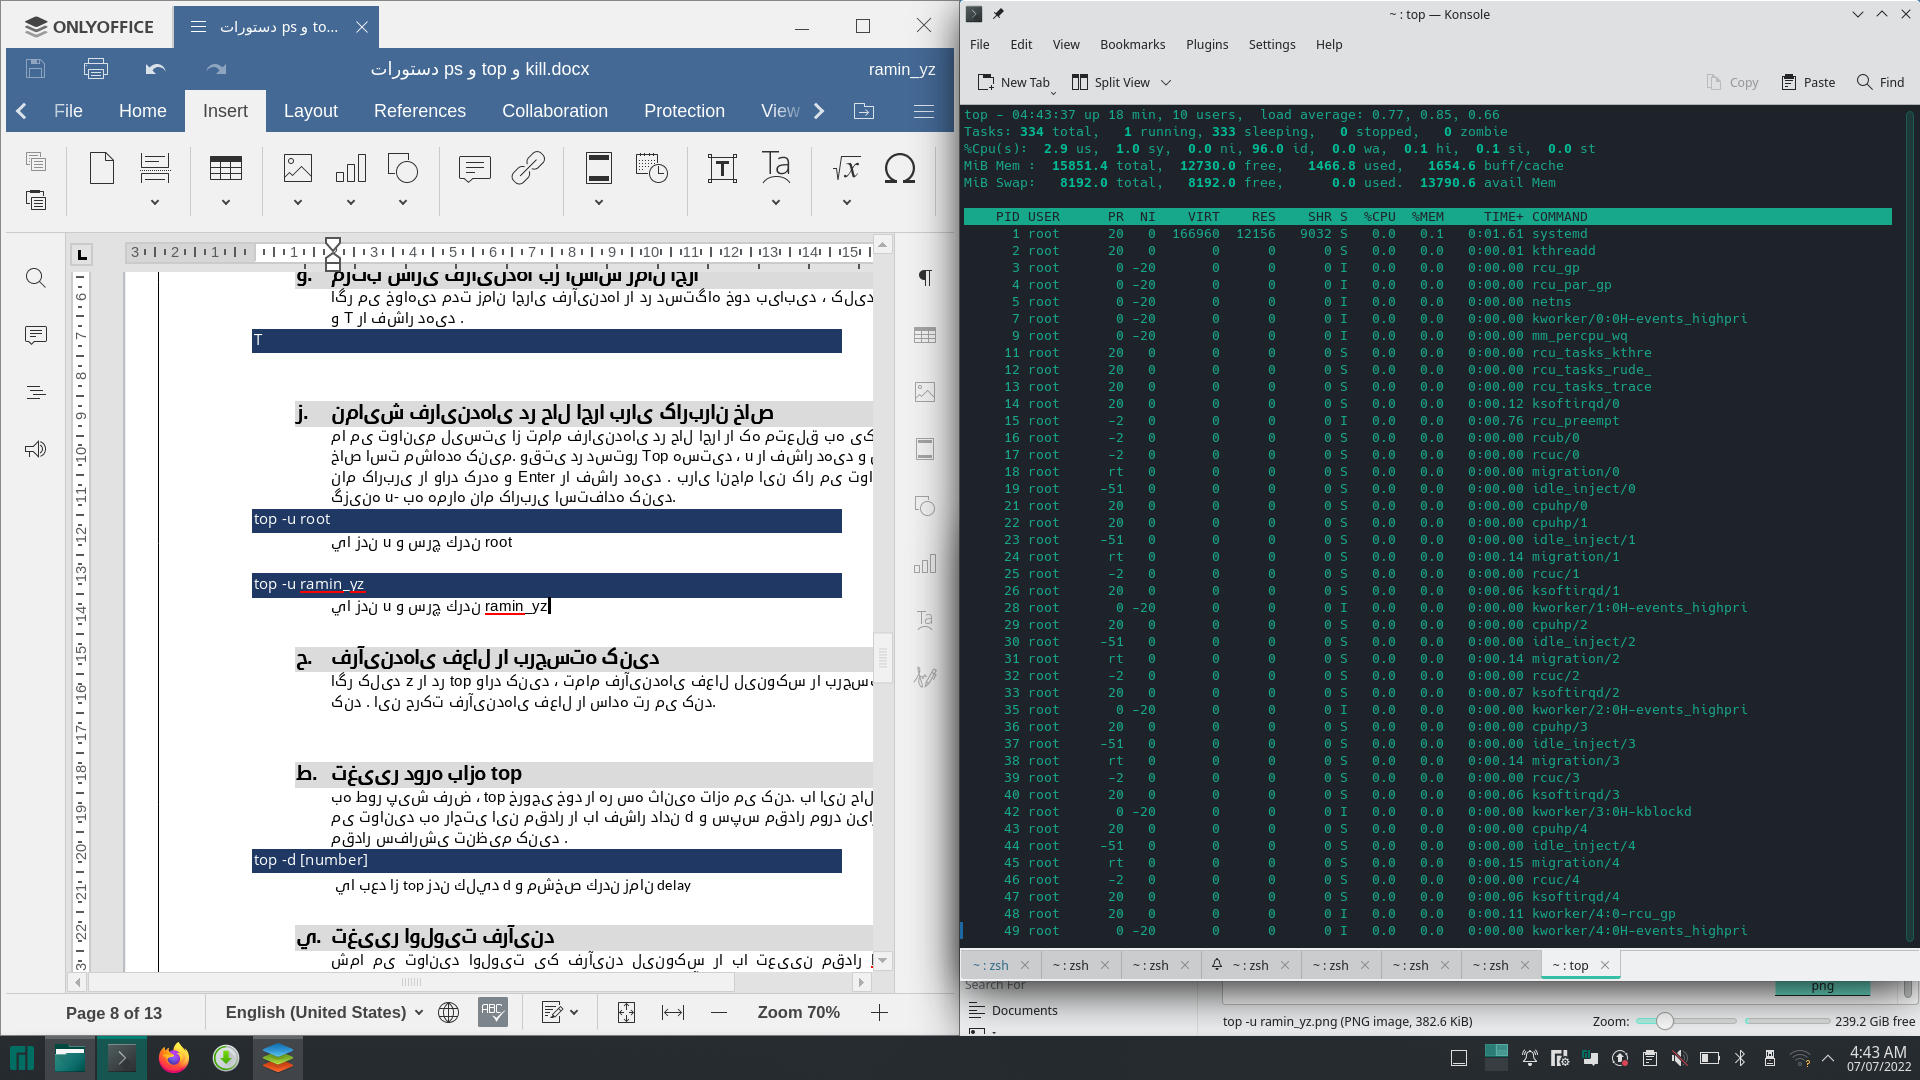 ONLYOFFICE
دستورات ps و to...
دستورات ps و top و kill.docx
ramin_yz
File Home Insert Layout References Collaboration Protection View
و. مرتب سازی فرآیندها بر اساس زمان اجرا
اگر می خواهید مدت زمان اجرای فرآیندها را در دستگاه خود بیابید ، کلید
و T را فشار دهید .
T
ز. نمایش فرایندهای در حال اجرا برای کاربران خاص
ما می توانیم لیستی از تمامت فرایندهای در حال اجرا را که متعلق به یک
خاص است مشاهده کنیم. وقتی در دستور Top هستید ، u را فشار دهید و
نام کاربری را وارد کرده و Enter را فشار دهید . برای انجام این کار می توا
گزینه u- به همراه نام کاربری استفاده کنید.
top -u root
يا زدن u و سرچ كردن root
top -u ramin_yz
يا زدن u و سرچ كردن ramin_yz
ح. فرآیندهای فعال را برجسته کنید
اگر کلید z را در top وارد کنید ، تمام فرآیندهای فعال لینوکس را برجس
کند . این حرکت فرآیندهای فعال را ساده تر می کند.
ط. تغییر دوره بازه top
به طور پیش فرض ، top خروجی خود را هر سه ثانیه تازه می کند. با این حال
می توانید به راحتی این مقدار را با فشار دادن d و سپس مقدار مورد نیاز
مقدار سفارشی تنظیم کنید .
top -d [number]
يا بعد از top زدن كليد d و مشخص كردن زمان delay
ي. تغییر اولویت فرآیند
شما می توانید اولویت یک فرآیند لینوکس را با تعیین مقدار
Page 8 of 13 English (United States) Zoom 70%
~ : top — Konsole
File Edit View Bookmarks Plugins Settings Help
New Tab Split View Copy Paste Find
top - 04:43:37 up 18 min, 10 users, load average: 0.77, 0.85, 0.66
Tasks: 334 total, 1 running, 333 sleeping, 0 stopped, 0 zombie
%Cpu(s): 2.9 us, 1.0 sy, 0.0 ni, 96.0 id, 0.0 wa, 0.1 hi, 0.1 si, 0.0 st
MiB Mem : 15851.4 total, 12730.0 free, 1466.8 used, 1654.6 buff/cache
MiB Swap: 8192.0 total, 8192.0 free, 0.0 used. 13790.6 avail Mem
PID USER PR NI VIRT RES SHR S %CPU %MEM TIME+ COMMAND
1 root 20 0 166960 12156 9032 S 0.0 0.1 0:01.61 systemd
2 root 20 0 0 0 0 S 0.0 0.0 0:00.01 kthreadd
3 root 0 -20 0 0 0 I 0.0 0.0 0:00.00 rcu_gp
4 root 0 -20 0 0 0 I 0.0 0.0 0:00.00 rcu_par_gp
5 root 0 -20 0 0 0 I 0.0 0.0 0:00.00 netns
7 root 0 -20 0 0 0 I 0.0 0.0 0:00.00 kworker/0:0H-events_highpri
9 root 0 -20 0 0 0 I 0.0 0.0 0:00.00 mm_percpu_wq
11 root 20 0 0 0 0 S 0.0 0.0 0:00.00 rcu_tasks_kthre
12 root 20 0 0 0 0 S 0.0 0.0 0:00.00 rcu_tasks_rude_
13 root 20 0 0 0 0 S 0.0 0.0 0:00.00 rcu_tasks_trace
14 root 20 0 0 0 0 S 0.0 0.0 0:00.12 ksoftirqd/0
15 root -2 0 0 0 0 I 0.0 0.0 0:00.76 rcu_preempt
16 root -2 0 0 0 0 S 0.0 0.0 0:00.00 rcub/0
17 root -2 0 0 0 0 S 0.0 0.0 0:00.00 rcuc/0
18 root rt 0 0 0 0 S 0.0 0.0 0:00.00 migration/0
19 root -51 0 0 0 0 S 0.0 0.0 0:00.00 idle_inject/0
21 root 20 0 0 0 0 S 0.0 0.0 0:00.00 cpuhp/0
22 root 20 0 0 0 0 S 0.0 0.0 0:00.00 cpuhp/1
23 root -51 0 0 0 0 S 0.0 0.0 0:00.00 idle_inject/1
24 root rt 0 0 0 0 S 0.0 0.0 0:00.14 migration/1
25 root -2 0 0 0 0 S 0.0 0.0 0:00.00 rcuc/1
26 root 20 0 0 0 0 S 0.0 0.0 0:00.06 ksoftirqd/1
28 root 0 -20 0 0 0 I 0.0 0.0 0:00.00 kworker/1:0H-events_highpri
29 root 20 0 0 0 0 S 0.0 0.0 0:00.00 cpuhp/2
30 root -51 0 0 0 0 S 0.0 0.0 0:00.00 idle_inject/2
31 root rt 0 0 0 0 S 0.0 0.0 0:00.14 migration/2
32 root -2 0 0 0 0 S 0.0 0.0 0:00.00 rcuc/2
33 root 20 0 0 0 0 S 0.0 0.0 0:00.07 ksoftirqd/2
35 root 0 -20 0 0 0 I 0.0 0.0 0:00.00 kworker/2:0H-events_highpri
36 root 20 0 0 0 0 S 0.0 0.0 0:00.00 cpuhp/3
37 root -51 0 0 0 0 S 0.0 0.0 0:00.00 idle_inject/3
38 root rt 0 0 0 0 S 0.0 0.0 0:00.14 migration/3
39 root -2 0 0 0 0 S 0.0 0.0 0:00.00 rcuc/3
40 root 20 0 0 0 0 S 0.0 0.0 0:00.06 ksoftirqd/3
42 root 0 -20 0 0 0 I 0.0 0.0 0:00.00 kworker/3:0H-kblockd
43 root 20 0 0 0 0 S 0.0 0.0 0:00.00 cpuhp/4
44 root -51 0 0 0 0 S 0.0 0.0 0:00.00 idle_inject/4
45 root rt 0 0 0 0 S 0.0 0.0 0:00.15 migration/4
46 root -2 0 0 0 0 S 0.0 0.0 0:00.00 rcuc/4
47 root 20 0 0 0 0 S 0.0 0.0 0:00.06 ksoftirqd/4
48 root 20 0 0 0 0 I 0.0 0.0 0:00.11 kworker/4:0-rcu_gp
49 root 0 -20 0 0 0 I 0.0 0.0 0:00.00 kworker/4:0H-events_highpri
~ : zsh ~ : zsh ~ : zsh ~ : zsh ~ : zsh ~ : zsh ~ : zsh ~ : top
Search For
png
Documents
top -u ramin_yz.png (PNG image, 382.6 KiB) Zoom: 239.2 GiB free
4:43 AM
07/07/2022